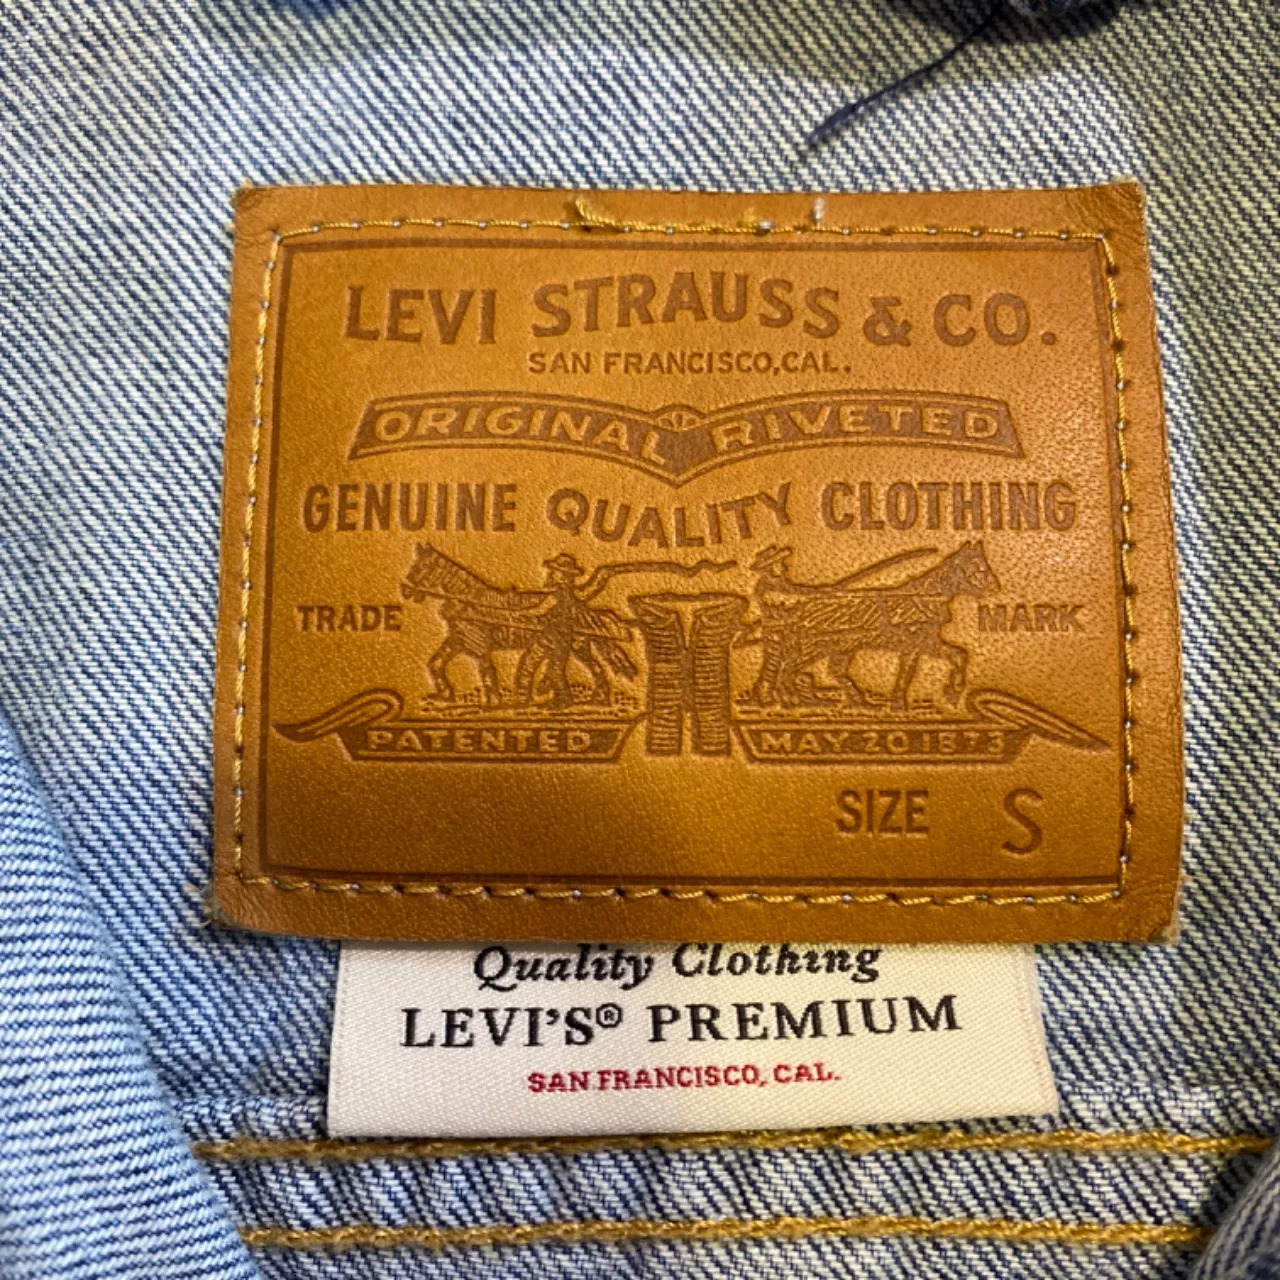 LEVI STRAUSS & CO.
SAN FRANCISCO, CAL.
ORIGINAL RIVETED
GENUINE QUALITY CLOTHING
TRADE MARK
PATENTED MAY 20 1873
SIZE S
Quality Clothing
LEVI'S® PREMIUM
SAN FRANCISCO, CAL.